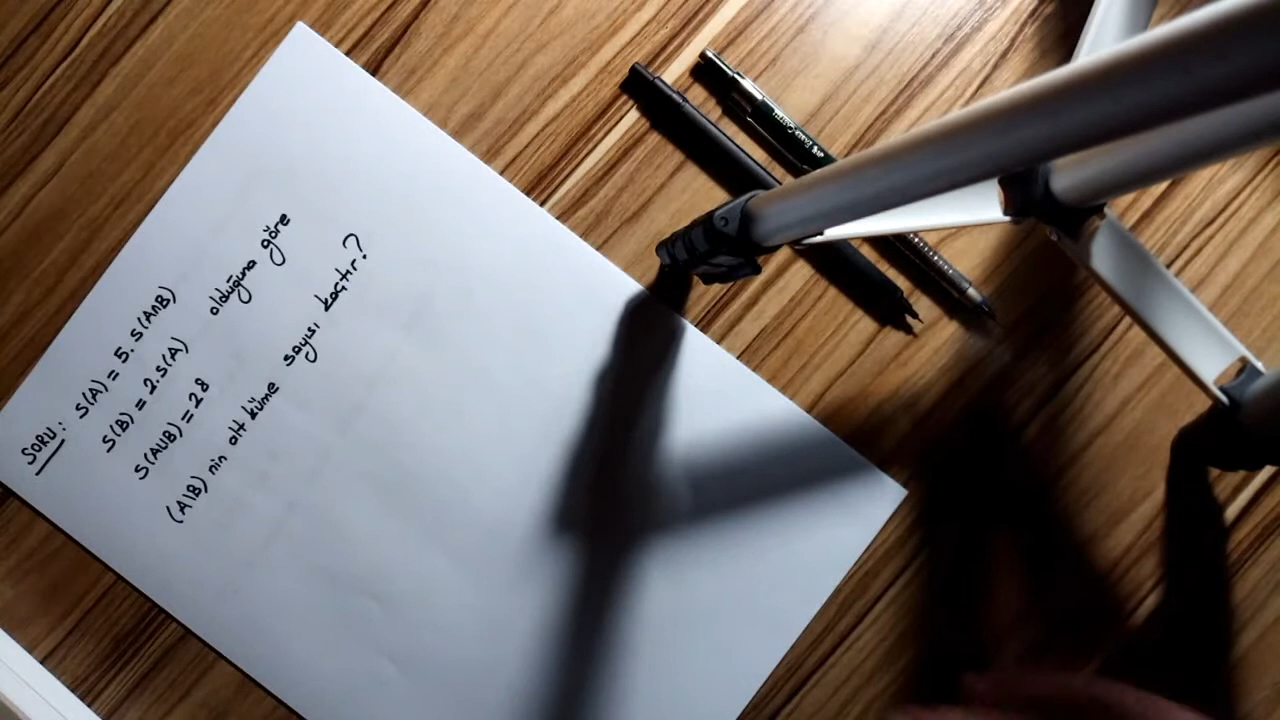 SORU: S(A) = 5. S(A∩B)
S(B) = 2.S(A) olduğuna göre
S(A∪B) = 28
(A\B) nin alt küme sayısı kaçtır?